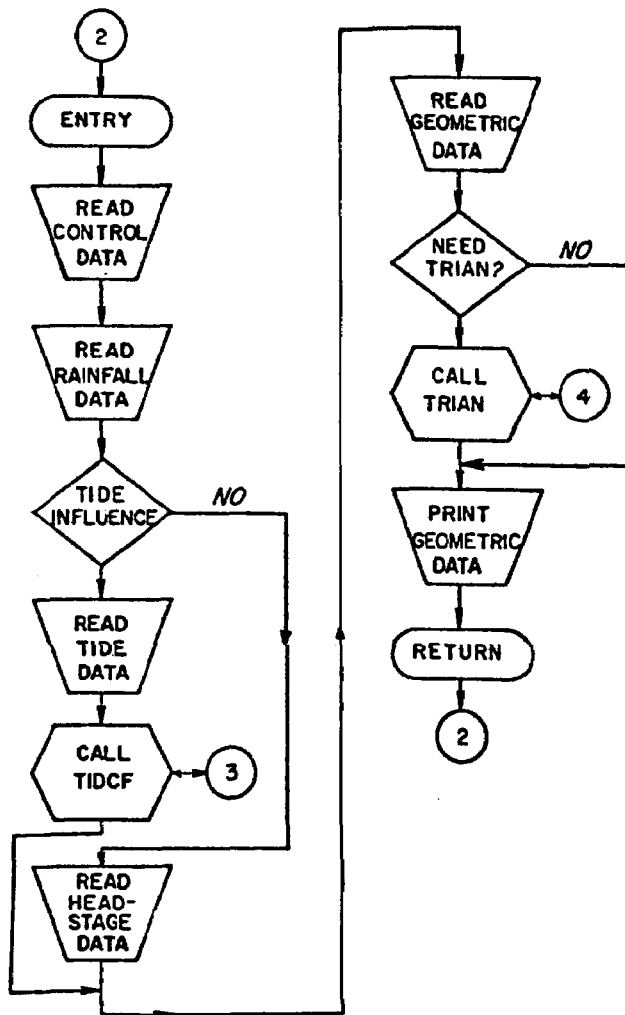 2
ENTRY
READ
CONTROL
DATA
READ
RAINFALL
DATA
TIDE
INFLUENCE
NO
READ
TIDE
DATA
CALL
TIDCF
3
READ
HEAD-
STAGE
DATA
READ
GEOMETRIC
DATA
NEED
TRIAN?
NO
CALL
TRIAN
4
PRINT
GEOMETRIC
DATA
RETURN
2